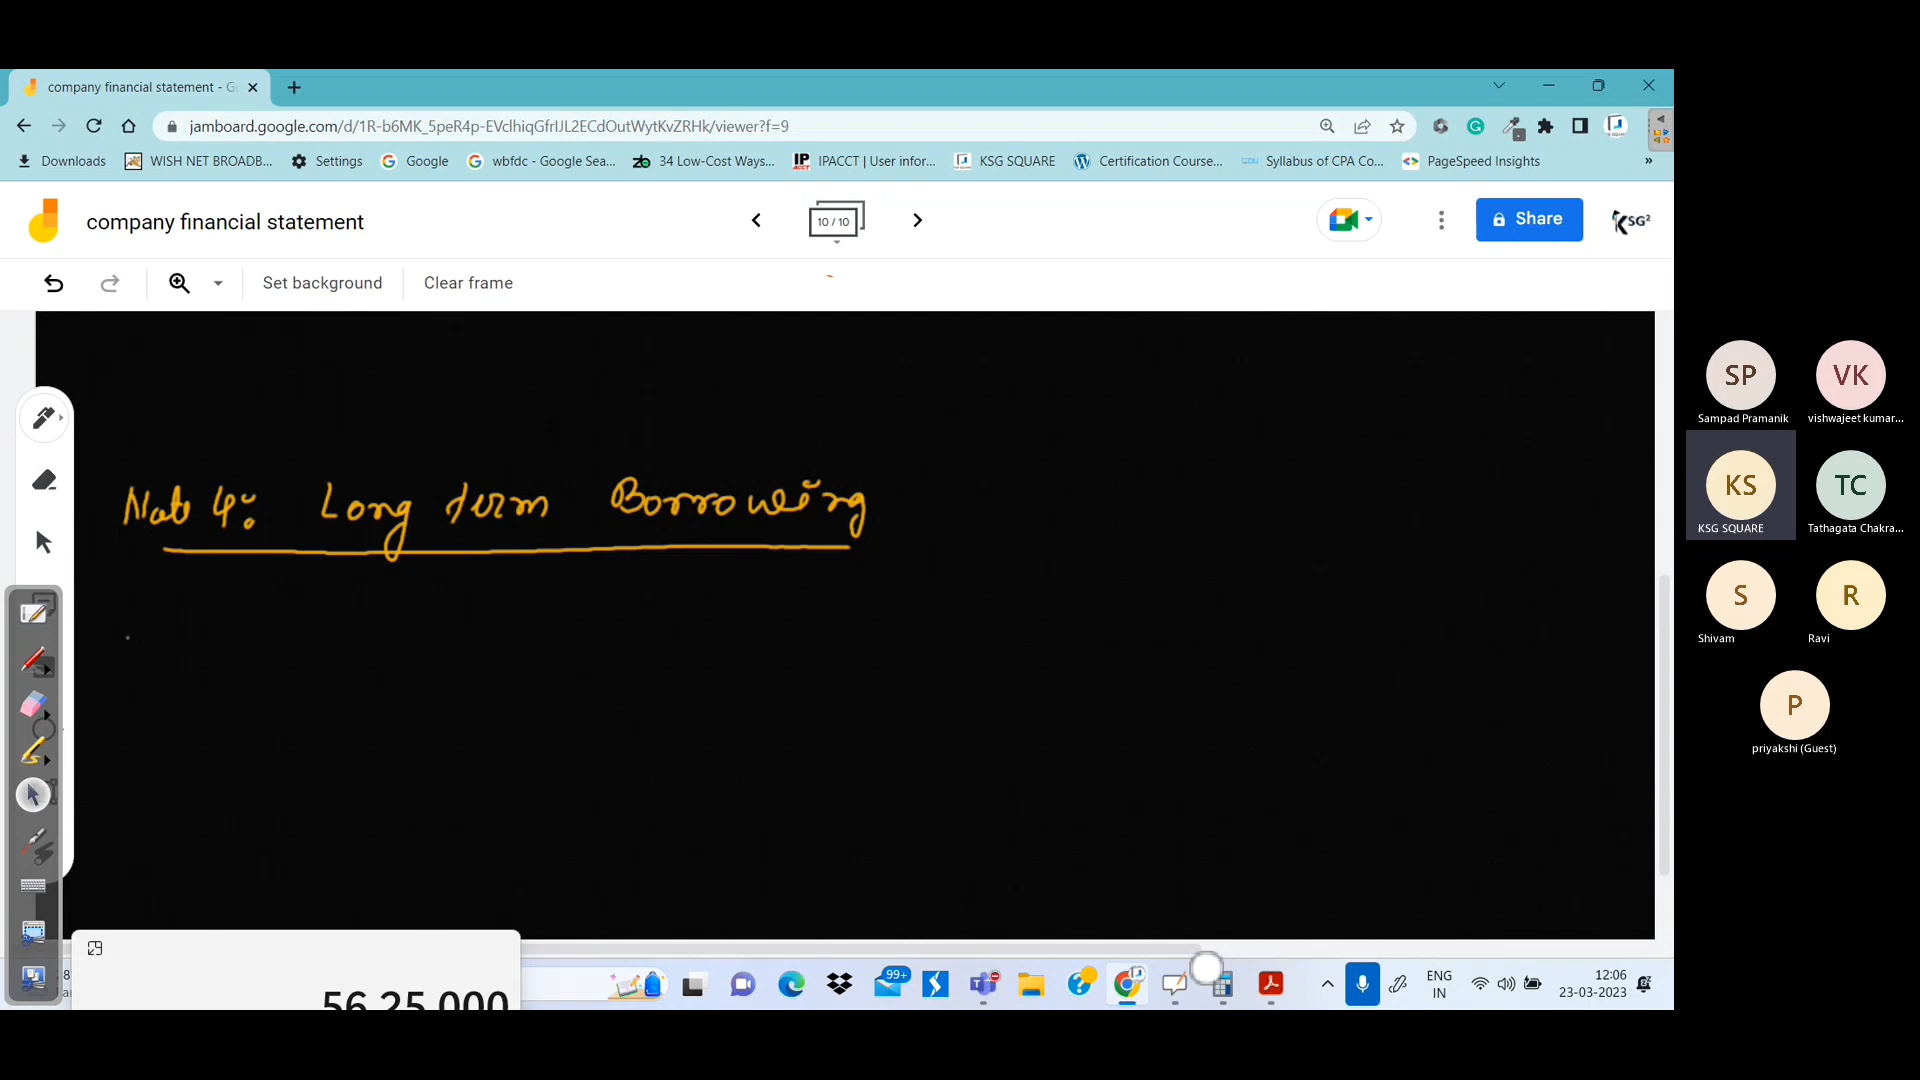 company financial statement - G
jamboard.google.com/d/1R-b6MK_5peR4p-EVclhiqGfrIJL2ECdOutWytKvZRHk/viewer?f=9
Downloads WISH NET BROADB... Settings Google wbfdc - Google Sea... 34 Low-Cost Ways... IPACCT | User infor... KSG SQUARE Certification Course... Syllabus of CPA Co... PageSpeed Insights »
company financial statement
10 / 10
Share
KSG²
Set background Clear frame
Note 4: Long term Borrowing
SP VK
Sampad Pramanik vishwajeet kumar...
KS TC
KSG SQUARE Tathagata Chakra...
S R
Shivam Ravi
P
priyakshi (Guest)
56,25,000
99+
ENG
IN
12:06
23-03-2023